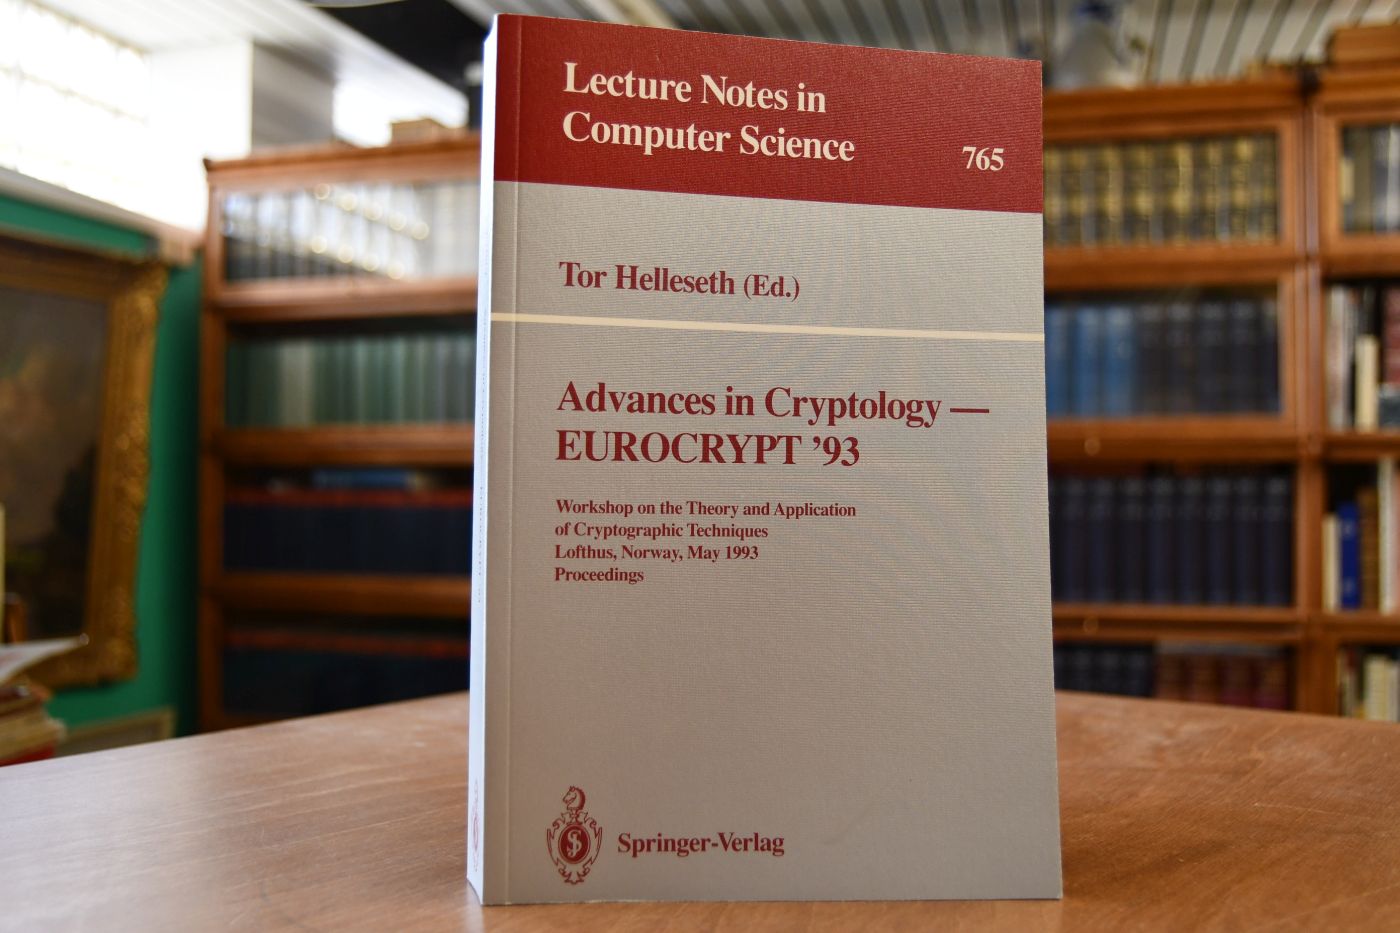 Lecture Notes in
Computer Science
765
Tor Helleseth (Ed.)
Advances in Cryptology —
EUROCRYPT ’93
Workshop on the Theory and Application
of Cryptographic Techniques
Lofthus, Norway, May 1993
Proceedings
Springer-Verlag